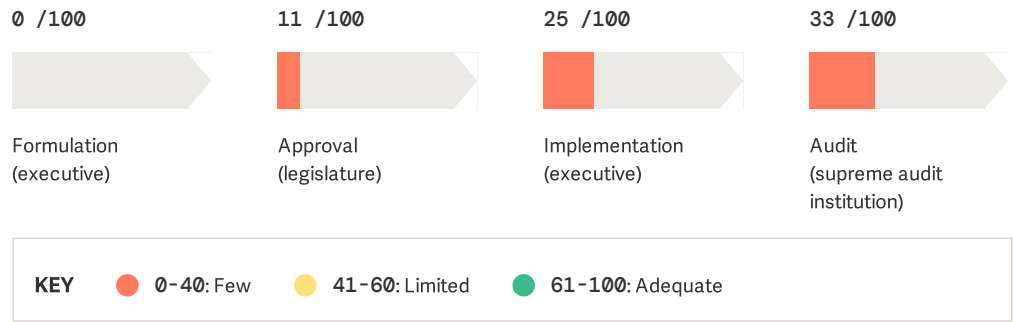 0 /100
11 /100
25 /100
33 /100
Formulation
(executive)
Approval
(legislature)
Implementation
(executive)
Audit
(supreme audit
institution)
KEY 0-40: Few 41-60: Limited 61-100: Adequate